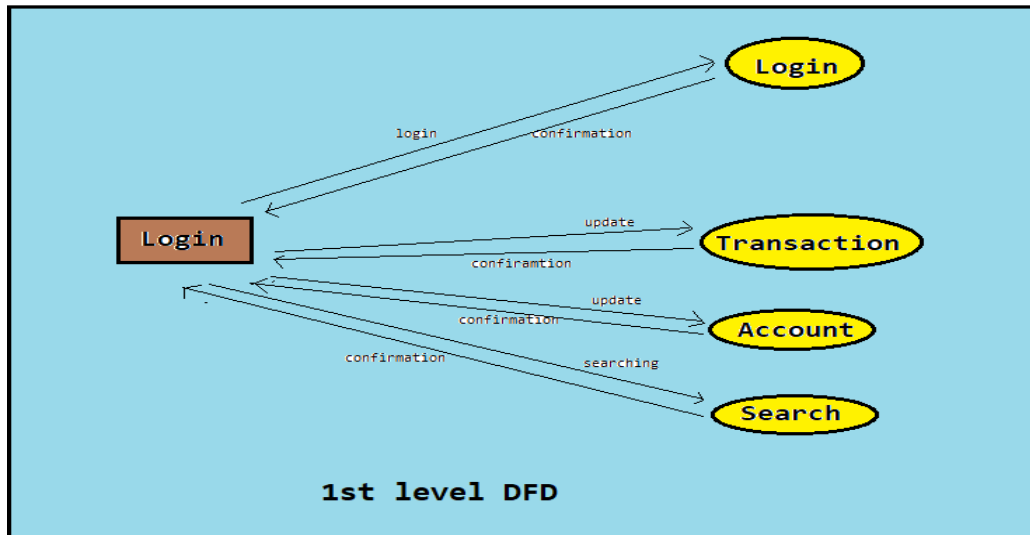 Login
login
confirmation
Login
update
Transaction
confiramtion
update
Account
confirmation
confirmation
searching
Search
1st level DFD